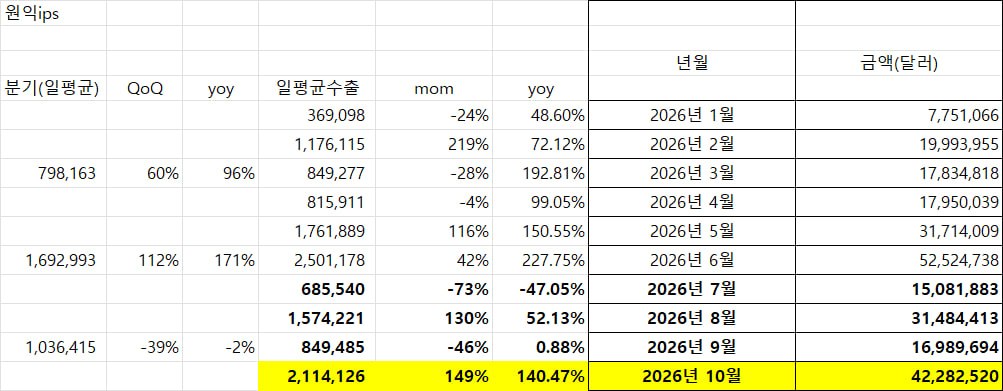 원익ips
년월 금액(달러)
분기(일평균) QoQ yoy 일평균수출 mom yoy
369,098 -24% 48.60% 2026년 1월 7,751,066
1,176,115 219% 72.12% 2026년 2월 19,993,955
798,163 60% 96% 849,277 -28% 192.81% 2026년 3월 17,834,818
815,911 -4% 99.05% 2026년 4월 17,950,039
1,761,889 116% 150.55% 2026년 5월 31,714,009
1,692,993 112% 171% 2,501,178 42% 227.75% 2026년 6월 52,524,738
685,540 -73% -47.05% 2026년 7월 15,081,883
1,574,221 130% 52.13% 2026년 8월 31,484,413
1,036,415 -39% -2% 849,485 -46% 0.88% 2026년 9월 16,989,694
2,114,126 149% 140.47% 2026년 10월 42,282,520